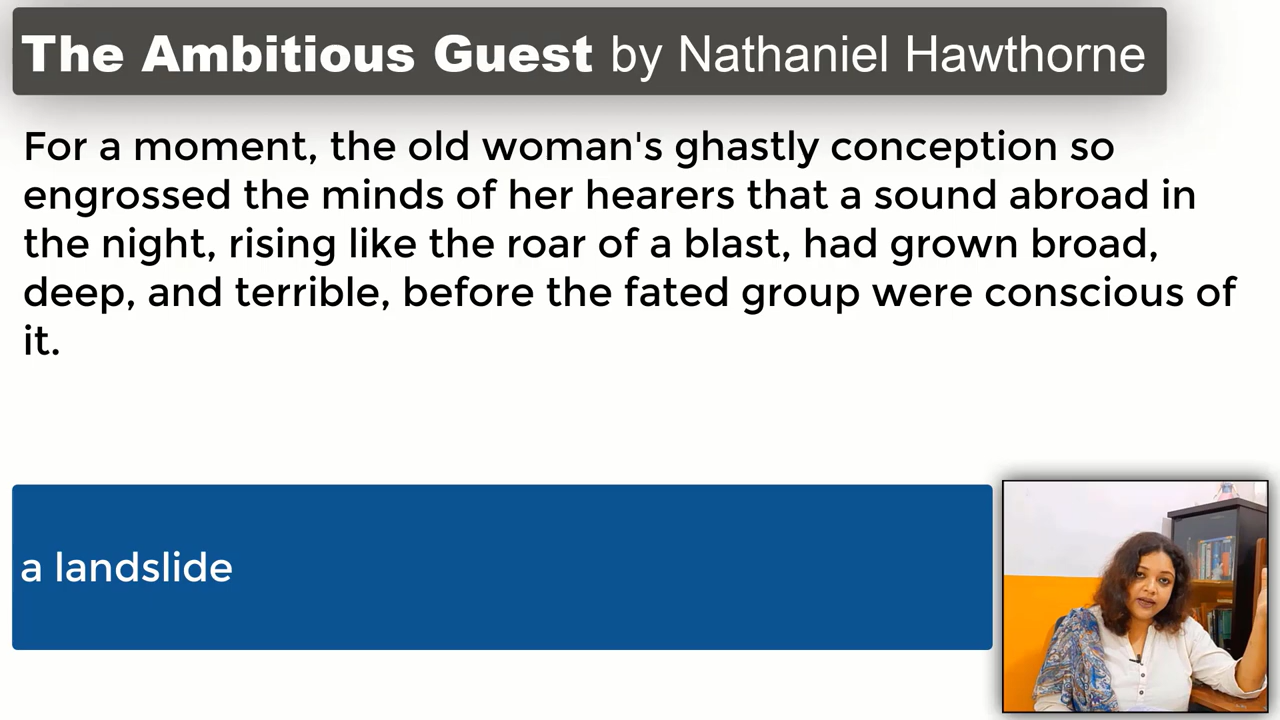 The Ambitious Guest by Nathaniel Hawthorne
For a moment, the old woman's ghastly conception so
engrossed the minds of her hearers that a sound abroad in
the night, rising like the roar of a blast, had grown broad,
deep, and terrible, before the fated group were conscious of
it.
a landslide